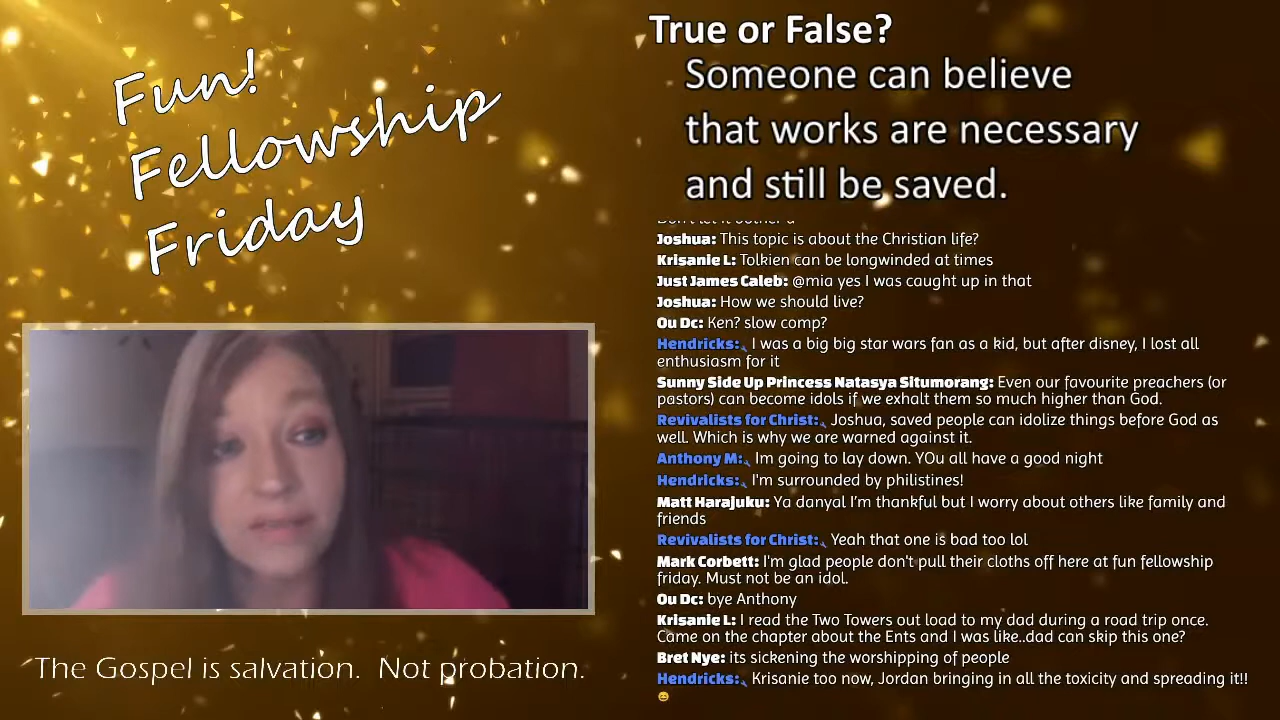 Fun!
Fellowship
Friday
The Gospel is salvation. Not probation.
True or False?
Someone can believe
that works are necessary
and still be saved.
Don't let it bother u
Joshua: This topic is about the Christian life?
Krisanie L: Tolkien can be longwinded at times
Just James Caleb: @mia yes I was caught up in that
Joshua: How we should live?
Ou Dc: Ken? slow comp?
Hendricks: I was a big big star wars fan as a kid, but after disney, I lost all
enthusiasm for it
Sunny Side Up Princess Natasya Situmorang: Even our favourite preachers (or
pastors) can become idols if we exhalt them so much higher than God.
Revivalists for Christ: Joshua, saved people can idolize things before God as
well. Which is why we are warned against it.
Anthony M: Im going to lay down. YOu all have a good night
Hendricks: I'm surrounded by philistines!
Matt Harajuku: Ya danyal I'm thankful but I worry about others like family and
friends
Revivalists for Christ: Yeah that one is bad too lol
Mark Corbett: I'm glad people don't pull their cloths off here at fun fellowship
friday. Must not be an idol.
Ou Dc: bye Anthony
Krisanie L: I read the Two Towers out load to my dad during a road trip once.
Came on the chapter about the Ents and I was like..dad can skip this one?
Bret Nye: its sickening the worshipping of people
Hendricks: Krisanie too now, Jordan bringing in all the toxicity and spreading it!!